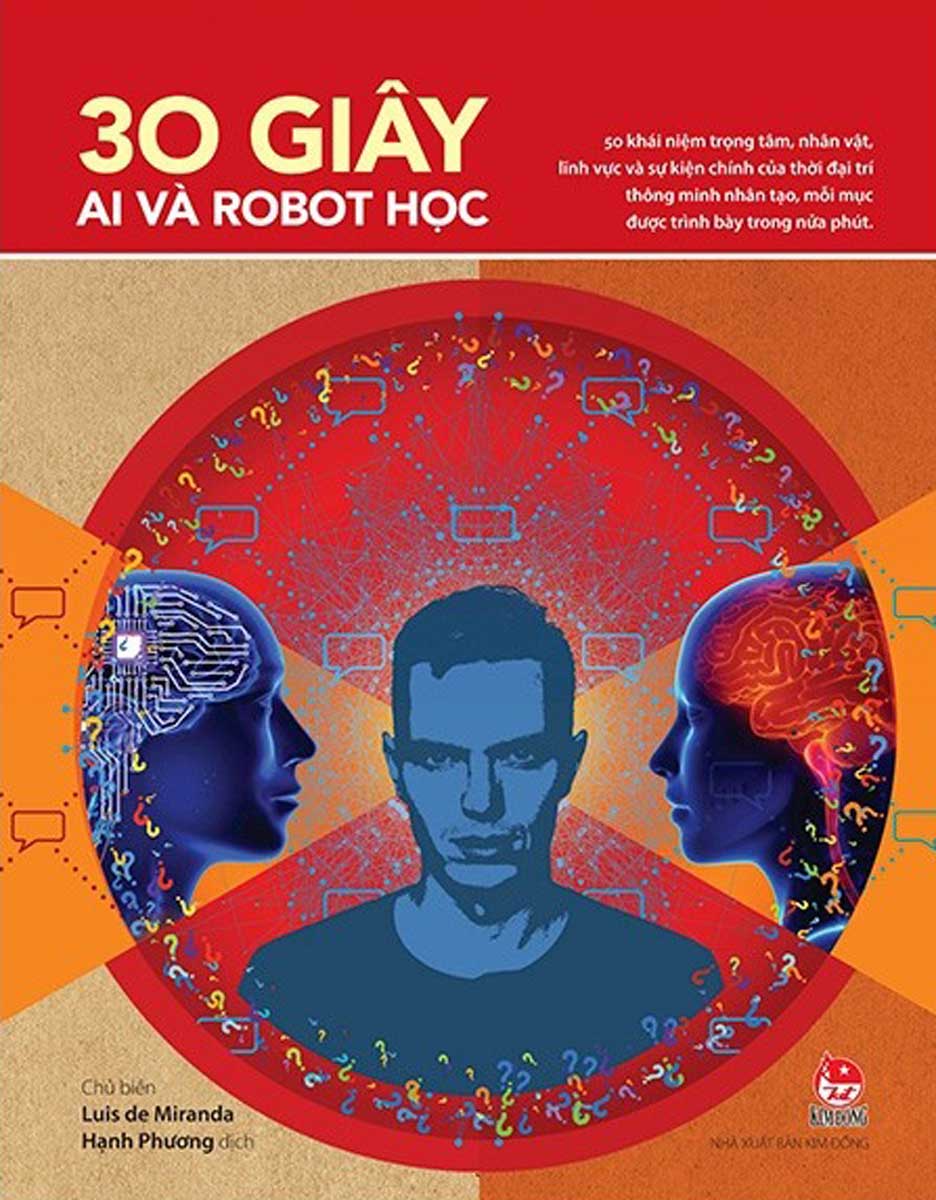 30 GIÂY
AI VÀ ROBOT HỌC
50 khái niệm trọng tâm, nhân vật,
lĩnh vực và sự kiện chính của thời đại trí
thông minh nhân tạo, mỗi mục
được trình bày trong nửa phút.
Chủ biên
Luis de Miranda
Hạnh Phương dịch
KIM ĐỒNG
NHÀ XUẤT BẢN KIM ĐỒNG